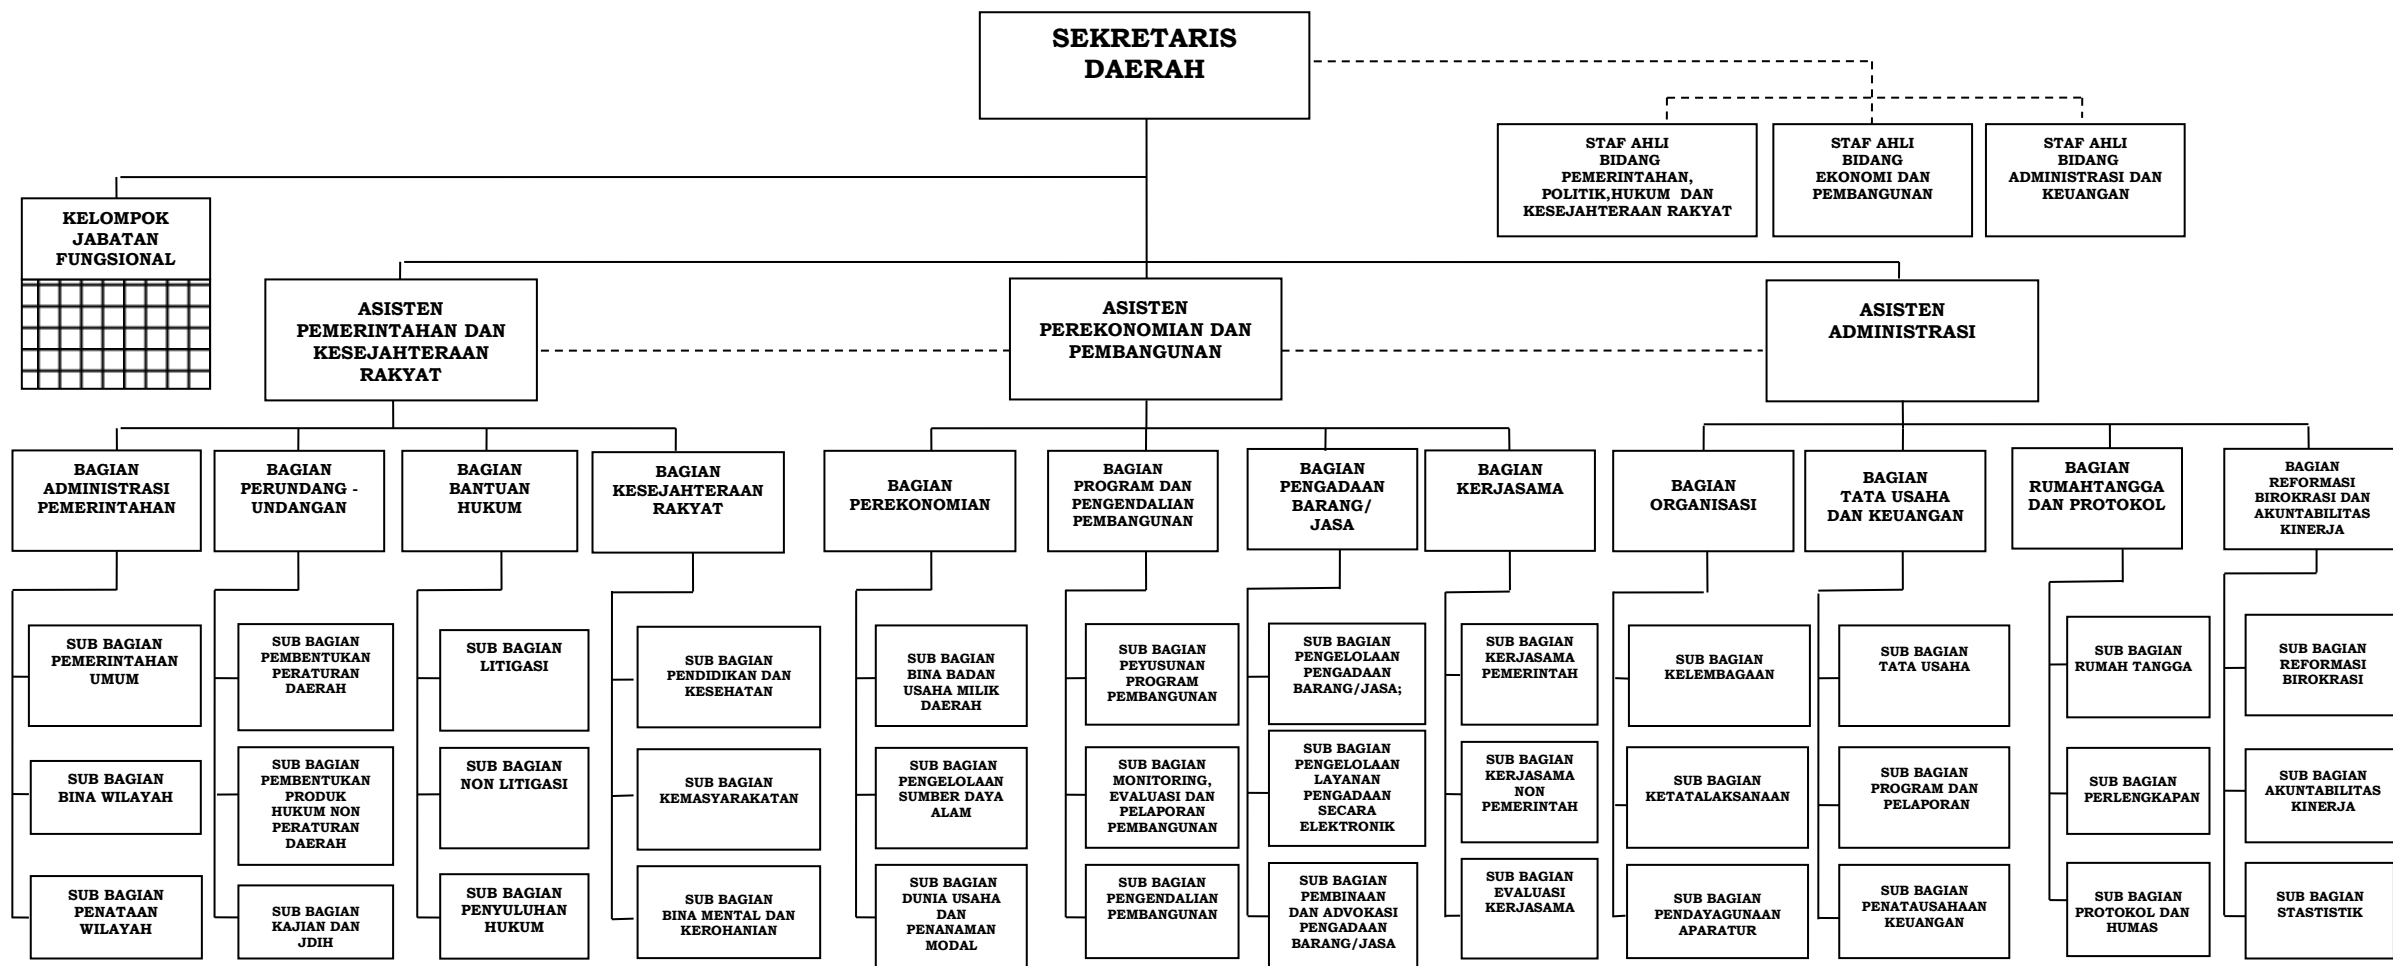 SEKRETARIS
DAERAH
STAF AHLI
BIDANG
PEMERINTAHAN,
POLITIK,HUKUM DAN
KESEJAHTERAAN RAKYAT
STAF AHLI
BIDANG
EKONOMI DAN
PEMBANGUNAN
STAF AHLI
BIDANG
ADMINISTRASI DAN
KEUANGAN
KELOMPOK
JABATAN
FUNGSIONAL
ASISTEN
PEMERINTAHAN DAN
KESEJAHTERAAN
RAKYAT
ASISTEN
PEREKONOMIAN DAN
PEMBANGUNAN
ASISTEN
ADMINISTRASI
BAGIAN
ADMINISTRASI
PEMERINTAHAN
BAGIAN
PERUNDANG -
UNDANGAN
BAGIAN
BANTUAN
HUKUM
BAGIAN
KESEJAHTERAAN
RAKYAT
BAGIAN
PEREKONOMIAN
BAGIAN
PROGRAM DAN
PENGENDALIAN
PEMBANGUNAN
BAGIAN
PENGADAAN
BARANG/
JASA
BAGIAN
KERJASAMA
BAGIAN
ORGANISASI
BAGIAN
TATA USAHA
DAN KEUANGAN
BAGIAN
RUMAHTANGGA
DAN PROTOKOL
BAGIAN
REFORMASI
BIROKRASI DAN
AKUNTABILITAS
KINERJA
SUB BAGIAN
PEMERINTAHAN
UMUM
SUB BAGIAN
PEMBENTUKAN
PERATURAN
DAERAH
SUB BAGIAN
LITIGASI
SUB BAGIAN
PENDIDIKAN DAN
KESEHATAN
SUB BAGIAN
BINA BADAN
USAHA MILIK
DAERAH
SUB BAGIAN
PEYUSUNAN
PROGRAM
PEMBANGUNAN
SUB BAGIAN
PENGELOLAAN
PENGADAAN
BARANG/JASA;
SUB BAGIAN
KERJASAMA
PEMERINTAH
SUB BAGIAN
KELEMBAGAAN
SUB BAGIAN
TATA USAHA
SUB BAGIAN
RUMAH TANGGA
SUB BAGIAN
REFORMASI
BIROKRASI
SUB BAGIAN
BINA WILAYAH
SUB BAGIAN
PEMBENTUKAN
PRODUK
HUKUM NON
PERATURAN
DAERAH
SUB BAGIAN
NON LITIGASI
SUB BAGIAN
KEMASYARAKATAN
SUB BAGIAN
PENGELOLAAN
SUMBER DAYA
ALAM
SUB BAGIAN
MONITORING,
EVALUASI DAN
PELAPORAN
PEMBANGUNAN
SUB BAGIAN
PENGELOLAAN
LAYANAN
PENGADAAN
SECARA
ELEKTRONIK
SUB BAGIAN
KERJASAMA
NON
PEMERINTAH
SUB BAGIAN
KETATALAKSANAAN
SUB BAGIAN
PROGRAM DAN
PELAPORAN
SUB BAGIAN
PERLENGKAPAN
SUB BAGIAN
AKUNTABILITAS
KINERJA
SUB BAGIAN
PENATAAN
WILAYAH
SUB BAGIAN
KAJIAN DAN
JDIH
SUB BAGIAN
PENYULUHAN
HUKUM
SUB BAGIAN
BINA MENTAL DAN
KEROHANIAN
SUB BAGIAN
DUNIA USAHA
DAN
PENANAMAN
MODAL
SUB BAGIAN
PENGENDALIAN
PEMBANGUNAN
SUB BAGIAN
PEMBINAAN
DAN ADVOKASI
PENGADAAN
BARANG/JASA
SUB BAGIAN
EVALUASI
KERJASAMA
SUB BAGIAN
PENDAYAGUNAAN
APARATUR
SUB BAGIAN
PENATAUSAHAAN
KEUANGAN
SUB BAGIAN
PROTOKOL DAN
HUMAS
SUB BAGIAN
STASTISTIK